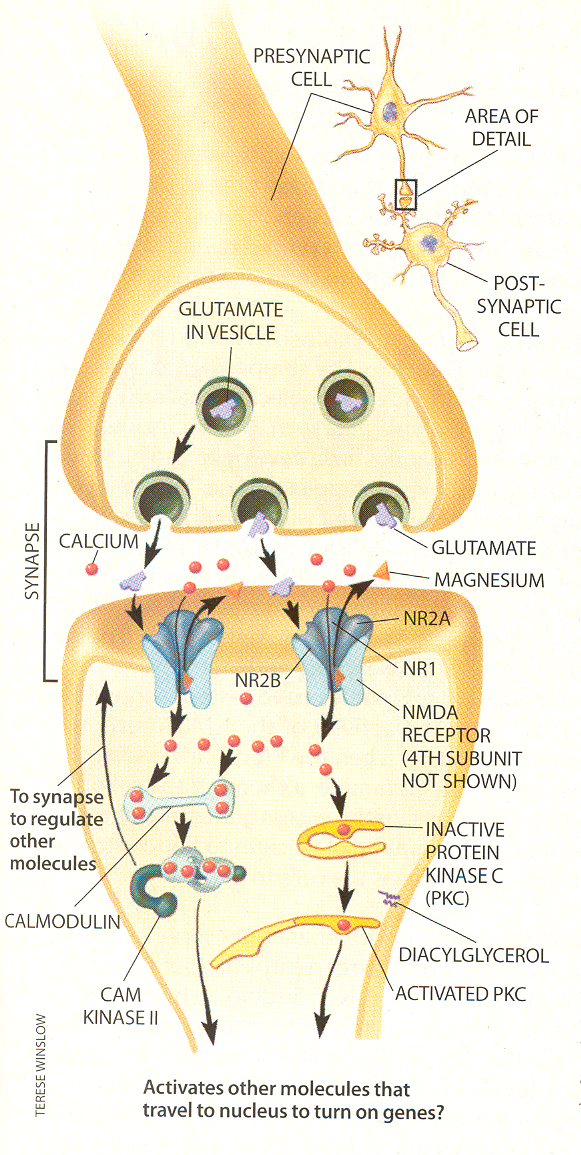 PRESYNAPTIC
CELL
AREA OF
DETAIL
POST-
SYNAPTIC
CELL
GLUTAMATE
IN VESICLE
SYNAPSE
CALCIUM
GLUTAMATE
MAGNESIUM
NR2A
NR1
NR2B
NMDA
RECEPTOR
(4TH SUBUNIT
NOT SHOWN)
To synapse
to regulate
other
molecules
INACTIVE
PROTEIN
KINASE C
(PKC)
CALMODULIN
DIACYLGLYCEROL
CAM
KINASE II
ACTIVATED PKC
TERESE WINSLOW
Activates other molecules that
travel to nucleus to turn on genes?